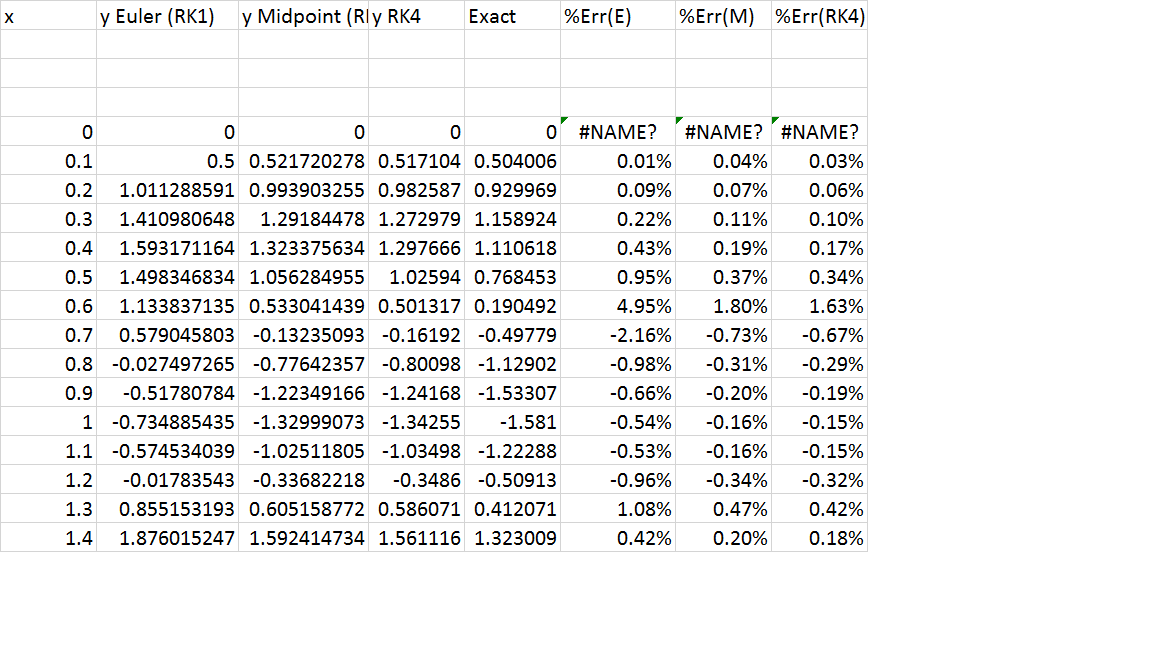 x y Euler (RK1) y Midpoint (RI y RK4 Exact %Err(E) %Err(M) %Err(RK4)
0 0 0 0 0 #NAME? #NAME? #NAME?
0.1 0.5 0.521720278 0.517104 0.504006 0.01% 0.04% 0.03%
0.2 1.011288591 0.993903255 0.982587 0.929969 0.09% 0.07% 0.06%
0.3 1.410980648 1.29184478 1.272979 1.158924 0.22% 0.11% 0.10%
0.4 1.593171164 1.323375634 1.297666 1.110618 0.43% 0.19% 0.17%
0.5 1.498346834 1.056284955 1.02594 0.768453 0.95% 0.37% 0.34%
0.6 1.133837135 0.533041439 0.501317 0.190492 4.95% 1.80% 1.63%
0.7 0.579045803 -0.13235093 -0.16192 -0.49779 -2.16% -0.73% -0.67%
0.8 -0.027497265 -0.77642357 -0.80098 -1.12902 -0.98% -0.31% -0.29%
0.9 -0.51780784 -1.22349166 -1.24168 -1.53307 -0.66% -0.20% -0.19%
1 -0.734885435 -1.32999073 -1.34255 -1.581 -0.54% -0.16% -0.15%
1.1 -0.574534039 -1.02511805 -1.03498 -1.22288 -0.53% -0.16% -0.15%
1.2 -0.01783543 -0.33682218 -0.3486 -0.50913 -0.96% -0.34% -0.32%
1.3 0.855153193 0.605158772 0.586071 0.412071 1.08% 0.47% 0.42%
1.4 1.876015247 1.592414734 1.561116 1.323009 0.42% 0.20% 0.18%